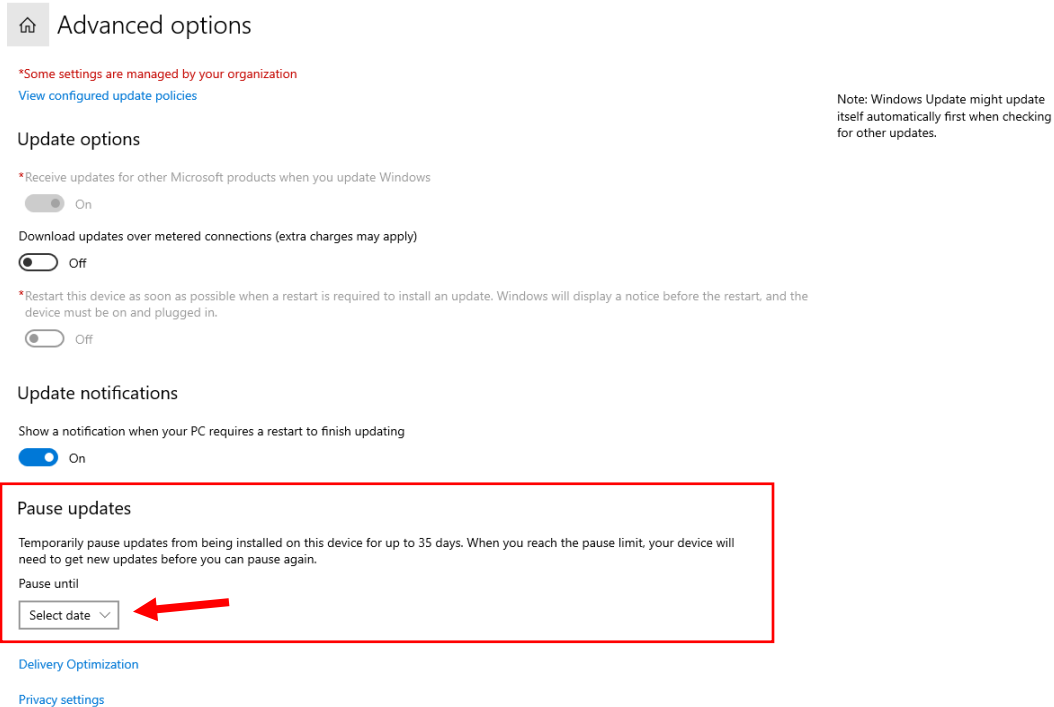 Advanced options
*Some settings are managed by your organization
View configured update policies
Note: Windows Update might update
itself automatically first when checking
for other updates.
Update options
*Receive updates for other Microsoft products when you update Windows
On
Download updates over metered connections (extra charges may apply)
Off
*Restart this device as soon as possible when a restart is required to install an update. Windows will display a notice before the restart, and the
device must be on and plugged in.
Off
Update notifications
Show a notification when your PC requires a restart to finish updating
On
Pause updates
Temporarily pause updates from being installed on this device for up to 35 days. When you reach the pause limit, your device will
need to get new updates before you can pause again.
Pause until
Select date
Delivery Optimization
Privacy settings